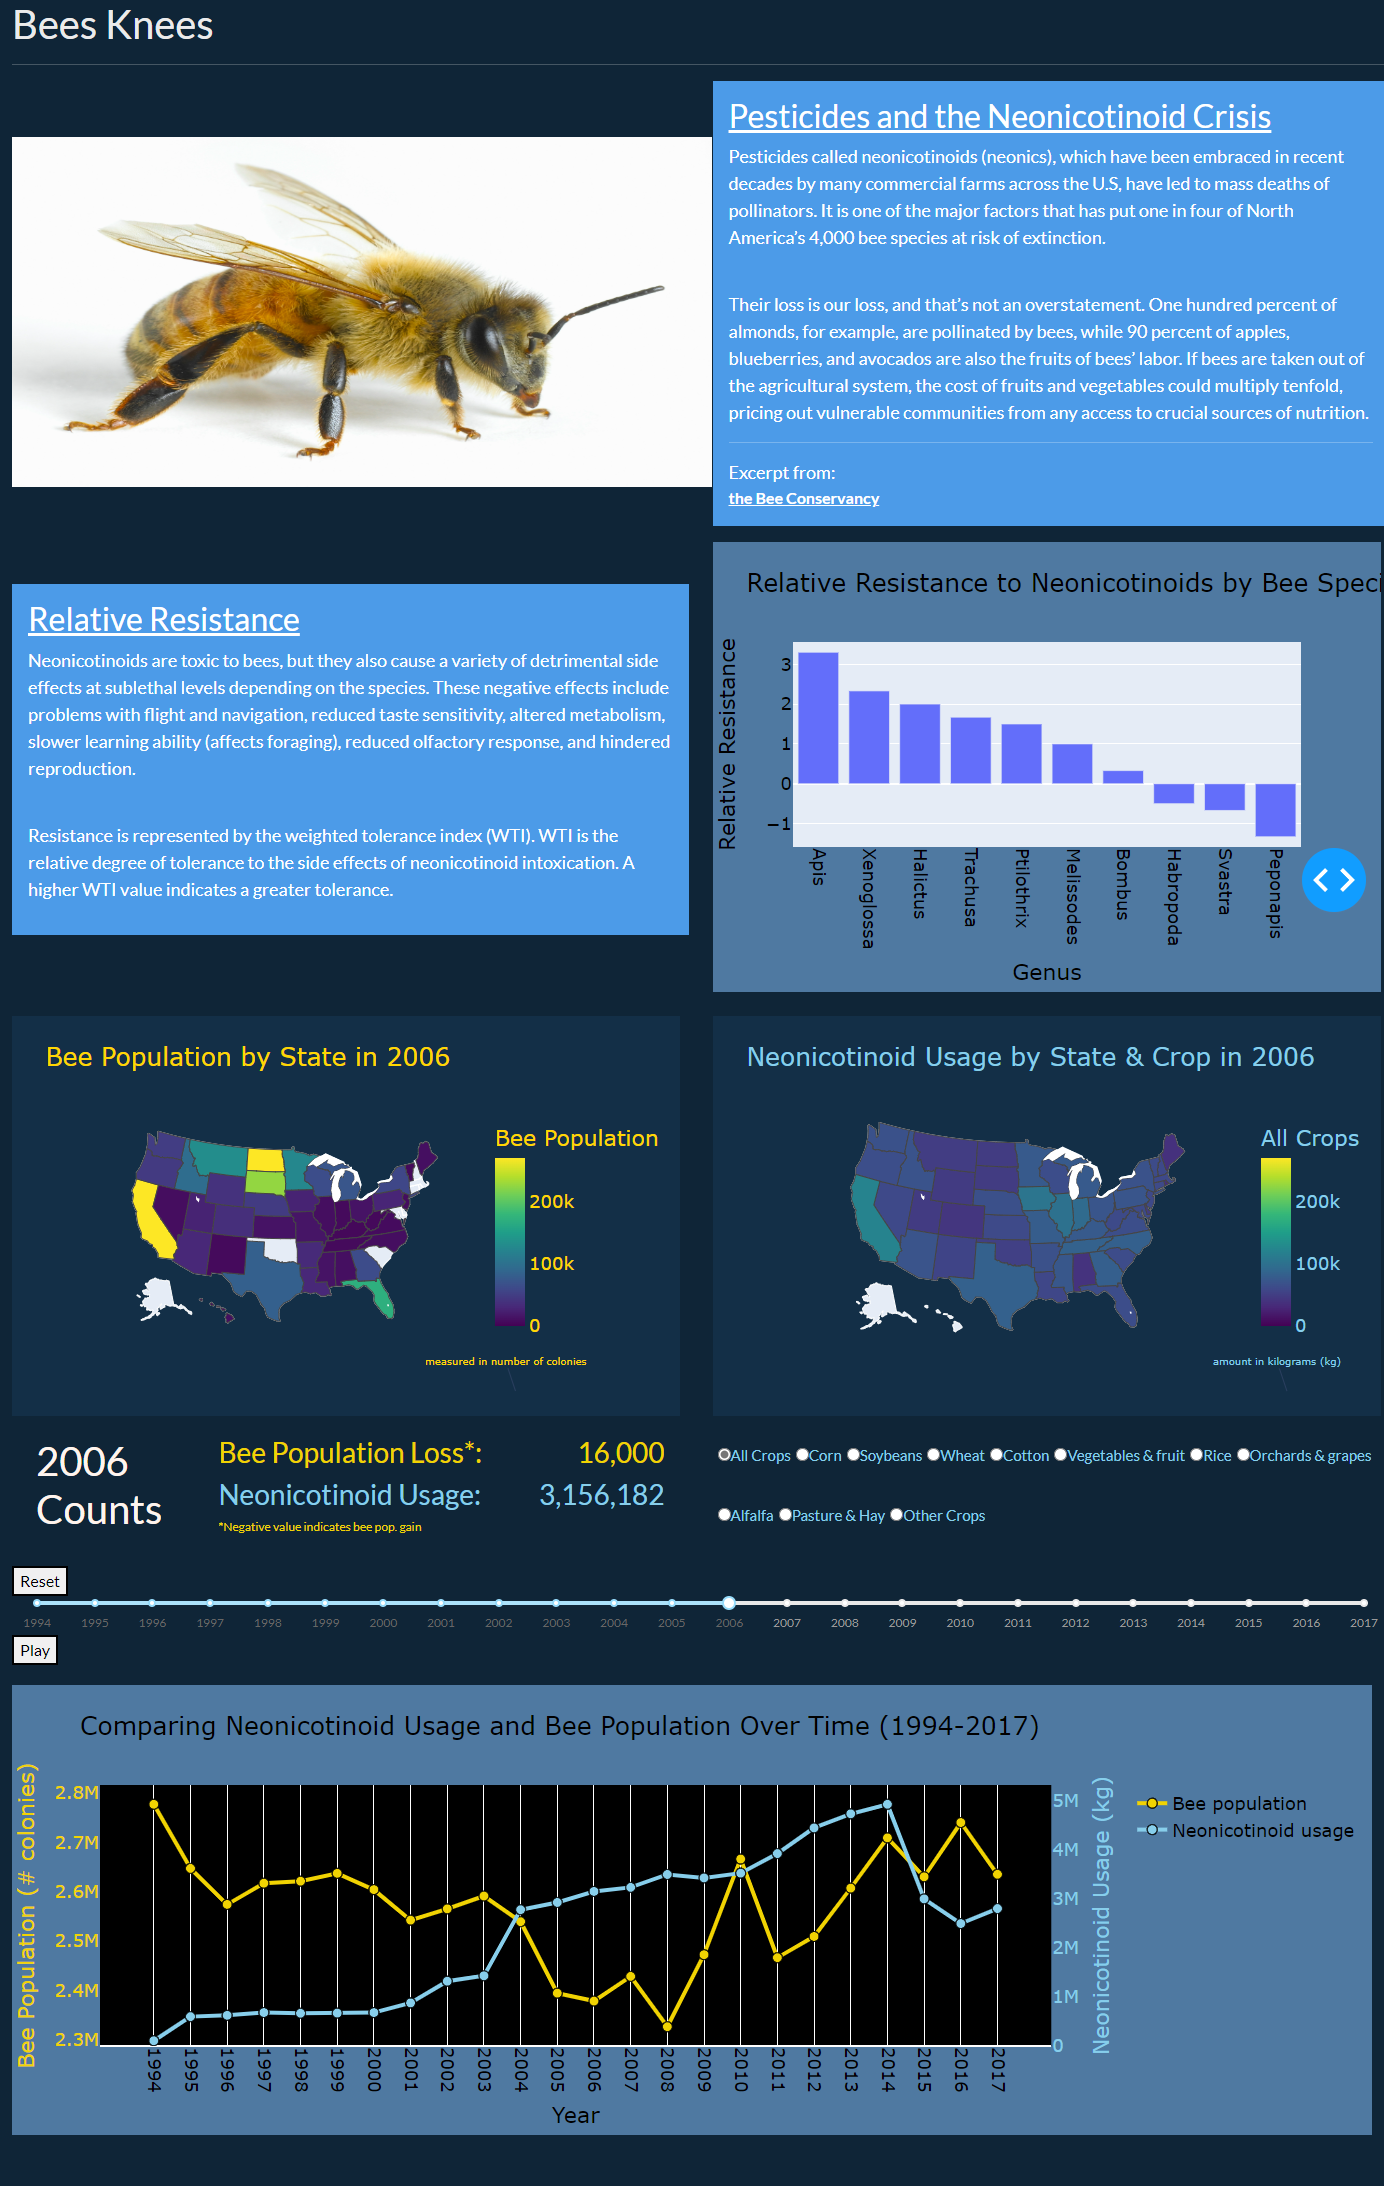 Bees Knees
Pesticides and the Neonicotinoid Crisis
Pesticides called neonicotinoids (neonics), which have been embraced in recent
decades by many commercial farms across the U.S, have led to mass deaths of
pollinators. It is one of the major factors that has put one in four of North
America's 4,000 bee species at risk of extinction.
Their loss is our loss, and that's not an overstatement. One hundred percent of
almonds, for example, are pollinated by bees, while 90 percent of apples,
blueberries, and avocados are also the fruits of bees' labor. If bees are taken out of
the agricultural system, the cost of fruits and vegetables could multiply tenfold,
pricing out vulnerable communities from any access to crucial sources of nutrition.
Excerpt from:
the Bee Conservancy
Relative Resistance
Neonicotinoids are toxic to bees, but they also cause a variety of detrimental side
effects at sublethal levels depending on the species. These negative effects include
problems with flight and navigation, reduced taste sensitivity, altered metabolism,
slower learning ability (affects foraging), reduced olfactory response, and hindered
reproduction.
Resistance is represented by the weighted tolerance index (WTI). WTI is the
relative degree of tolerance to the side effects of neonicotinoid intoxication. A
higher WTI value indicates a greater tolerance.
Relative Resistance to Neonicotinoids by Bee Speci
Relative Resistance
3
2
1
0
−1
Apis
Xenoglossa
Halictus
Trachusa
Ptilothrix
Melissodes
Bombus
Habropoda
Svastra
Peponapis
Genus
Bee Population by State in 2006
Bee Population
200k
100k
0
measured in number of colonies
Neonicotinoid Usage by State & Crop in 2006
All Crops
200k
100k
0
amount in kilograms (kg)
2006
Counts
Bee Population Loss*: 16,000
Neonicotinoid Usage: 3,156,182
*Negative value indicates bee pop. gain
All Crops Corn Soybeans Wheat Cotton Vegetables & fruit Rice Orchards & grapes
Alfalfa Pasture & Hay Other Crops
Reset
1994 1995 1996 1997 1998 1999 2000 2001 2002 2003 2004 2005 2006 2007 2008 2009 2010 2011 2012 2013 2014 2015 2016 2017
Play
Comparing Neonicotinoid Usage and Bee Population Over Time (1994-2017)
Bee Population (# colonies)
2.8M
2.7M
2.6M
2.5M
2.4M
2.3M
5M
4M
3M
2M
1M
0
Neonicotinoid Usage (kg)
Bee population
Neonicotinoid usage
1994 1995 1996 1997 1998 1999 2000 2001 2002 2003 2004 2005 2006 2007 2008 2009 2010 2011 2012 2013 2014 2015 2016 2017
Year